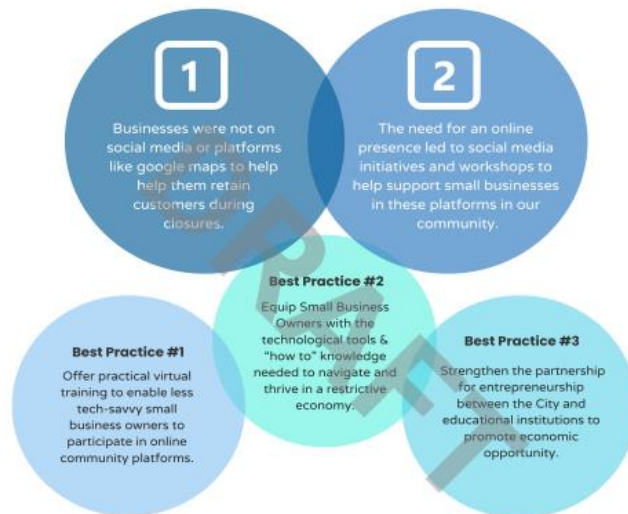 1
Businesses were not on
social media or platforms
like google maps to help
help them retain
customers during
closures.
2
The need for an online
presence led to social media
initiatives and workshops to
help support small businesses
in these platforms in our
community.
Best Practice #1
Offer practical virtual
training to enable less
tech-savvy small
business owners to
participate in online
community platforms.
Best Practice #2
Equip Small Business
Owners with the
technological tools &
“how to” knowledge
needed to navigate and
thrive in a restrictive
economy.
Best Practice #3
Strengthen the partnership
for entrepreneurship
between the City and
educational institutions to
promote economic
opportunity.
DRAFT